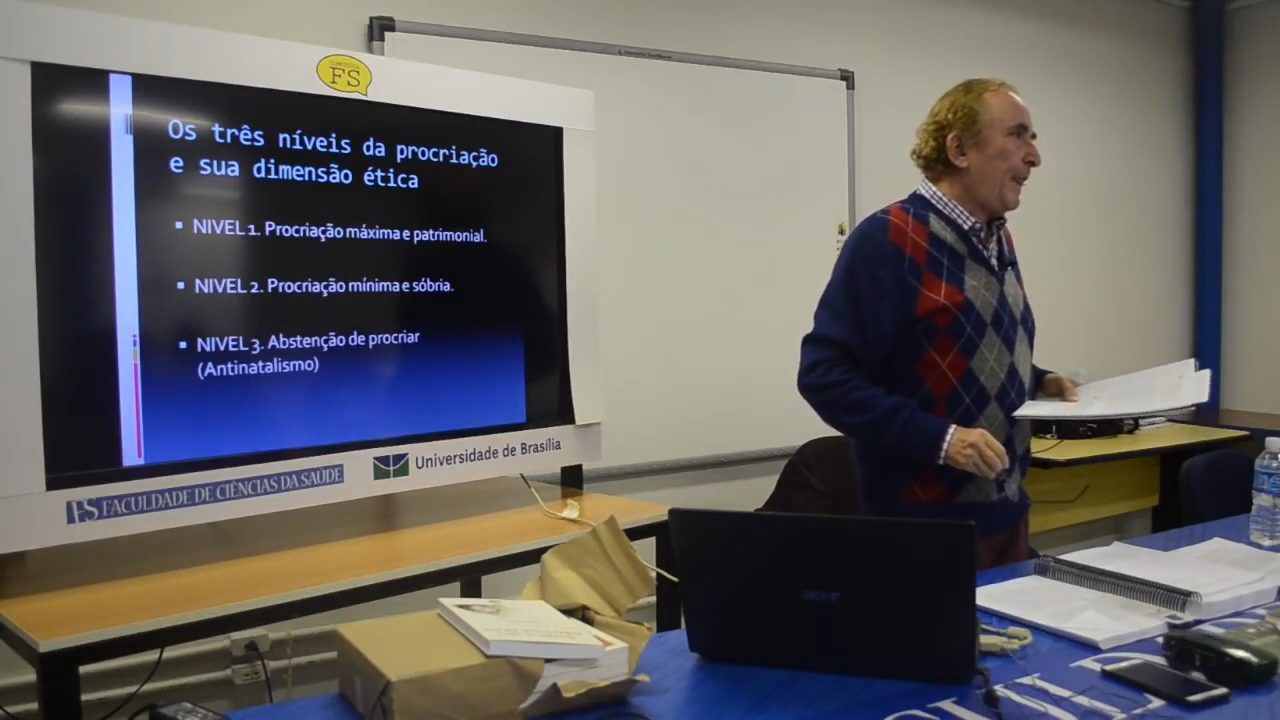 FS
Os três níveis da procriação
e sua dimensão ética
NIVEL 1. Procriação máxima e patrimonial.
NIVEL 2. Procriação mínima e sóbria.
NIVEL 3. Abstenção de procriar
(Antinatalismo)
FS FACULDADE DE CIÊNCIAS DA SAÚDE
Universidade de Brasília
acer